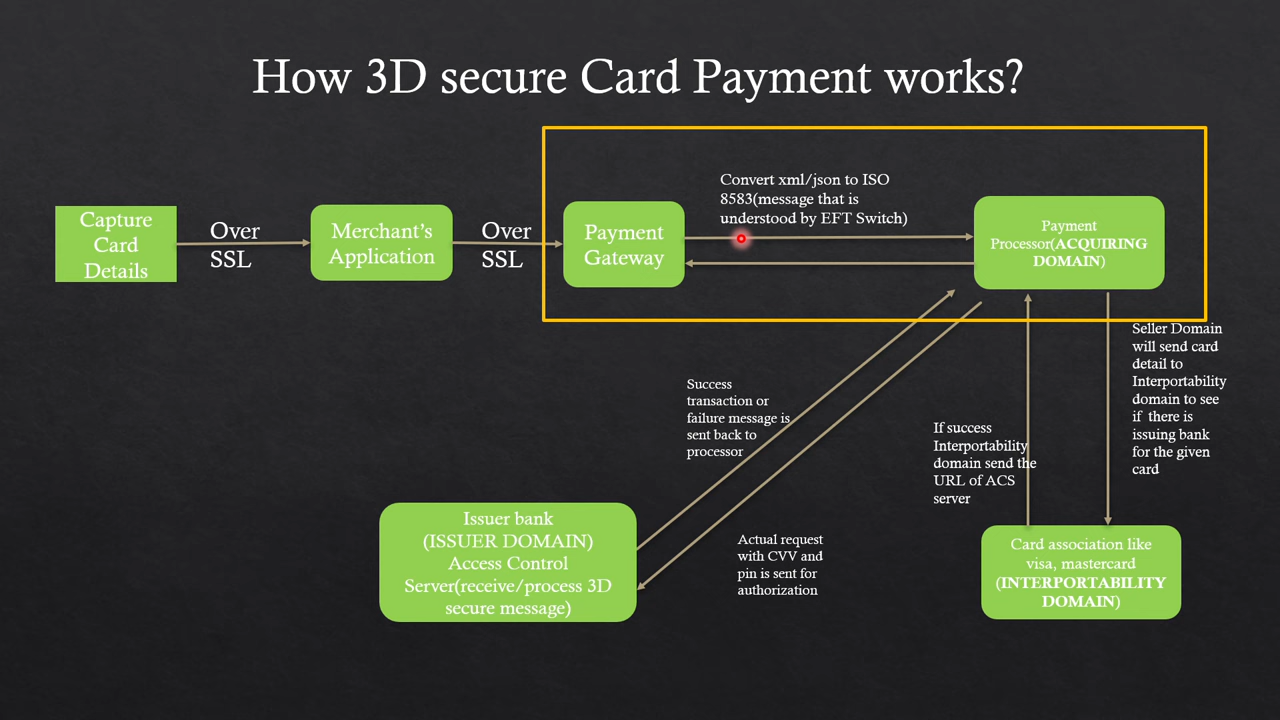 How 3D secure Card Payment works?
Convert xml/json to ISO
8583(message that is
understood by EFT Switch)
Capture
Card
Details
Over
SSL
Merchant's
Application
Over
SSL
Payment
Gateway
Payment
Processor(ACQUIRING
DOMAIN)
Seller Domain
will send card
detail to
Interportability
domain to see
if there is
issuing bank
for the given
card
Success
transaction or
failure message is
sent back to
processor
If success
Interportability
domain send the
URL of ACS
server
Issuer bank
(ISSUER DOMAIN)
Access Control
Server(receive/process 3D
secure message)
Actual request
with CVV and
pin is sent for
authorization
Card association like
visa, mastercard
(INTERPORTABILITY
DOMAIN)